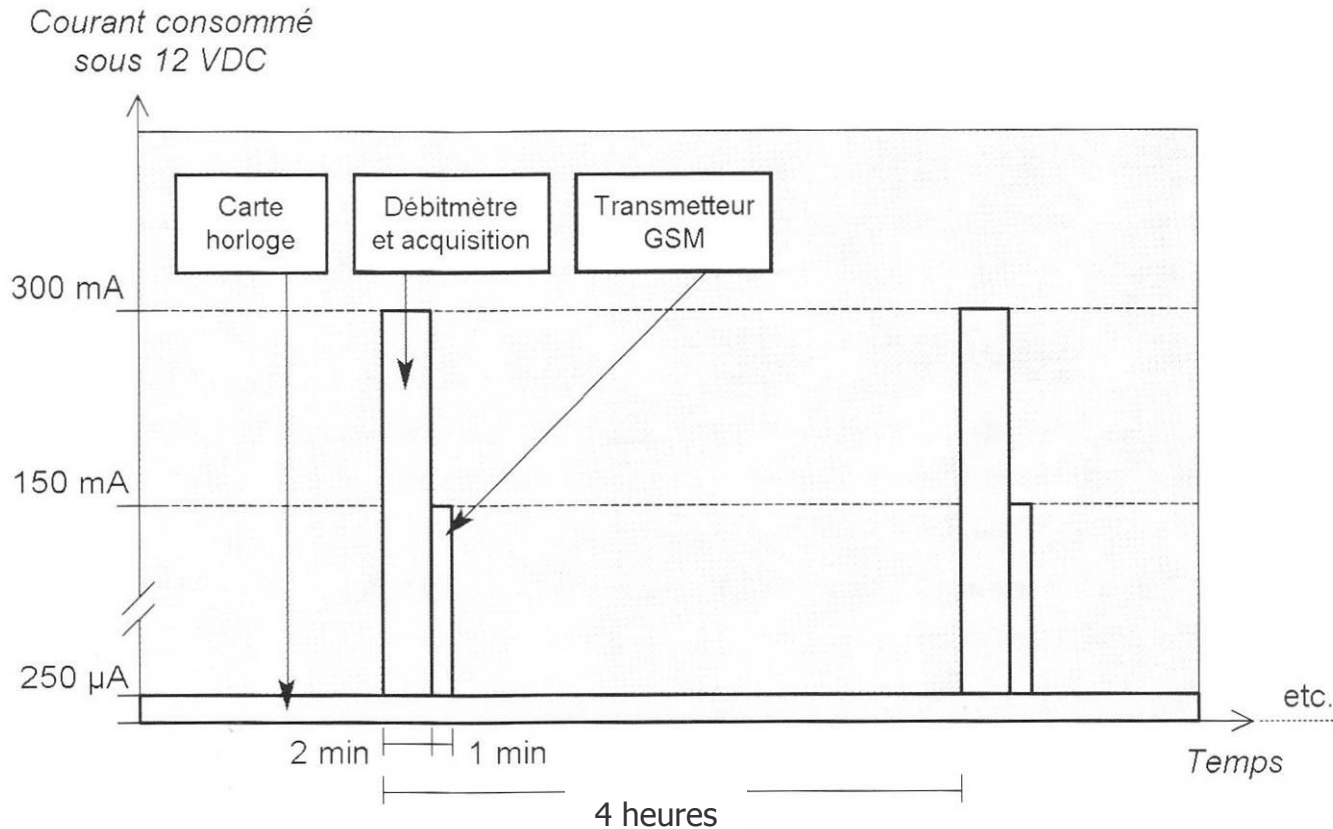 Courant consommé
sous 12 VDC
Carte
horloge
Débitmètre
et acquisition
Transmetteur
GSM
300 mA
150 mA
250 µA
etc.
2 min
1 min
Temps
4 heures